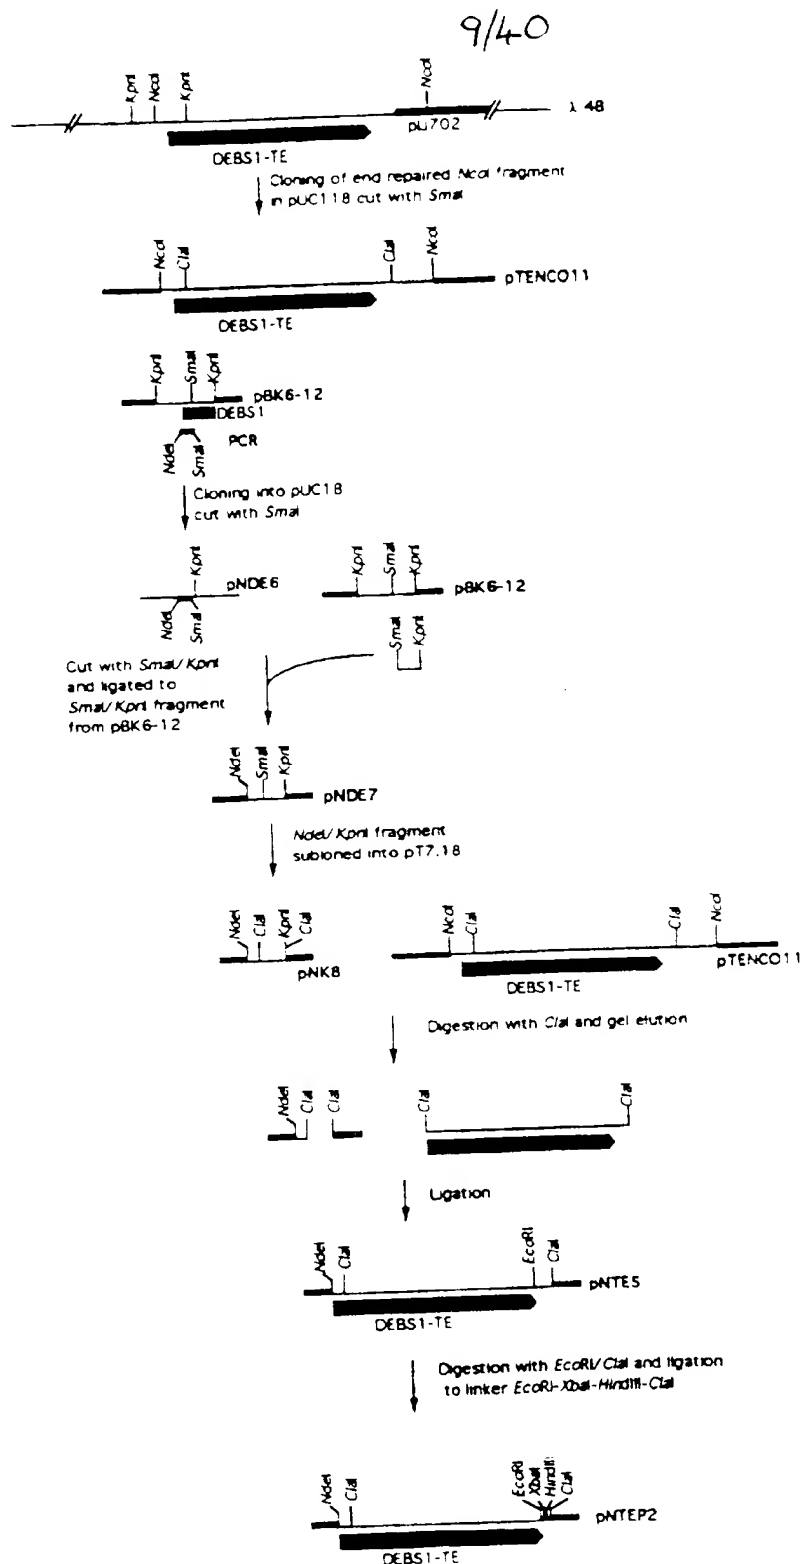 9/40
KpnI NcoI KpnI NcoI
λ 48
pIJ702
DEBS1-TE
Cloning of end repaired NcoI fragment
in pUC118 cut with SmaI
NcoI ClaI ClaI NcoI
pTENCO11
DEBS1-TE
KpnI SmaI KpnI
pBK6-12
DEBS1
PCR
NdeI SmaI
Cloning into pUC18
cut with SmaI
KpnI
pNDE6
NdeI SmaI
KpnI SmaI KpnI
pBK6-12
SmaI KpnI
Cut with SmaI/KpnI
and ligated to
SmaI/KpnI fragment
from pBK6-12
NdeI SmaI KpnI
pNDE7
NdeI/KpnI fragment
subloned into pT7.18
NdeI ClaI KpnI ClaI
pNK8
NcoI ClaI ClaI NcoI
pTENCO11
DEBS1-TE
Digestion with ClaI and gel elution
NdeI ClaI ClaI
ClaI ClaI
Ligation
NdeI ClaI EcoRI ClaI
pNTE5
DEBS1-TE
Digestion with EcoRI/ClaI and ligation
to linker EcoRI-XbaI-HindIII-ClaI
NdeI ClaI EcoRI XbaI HindIII ClaI
pNTEP2
DEBS1-TE